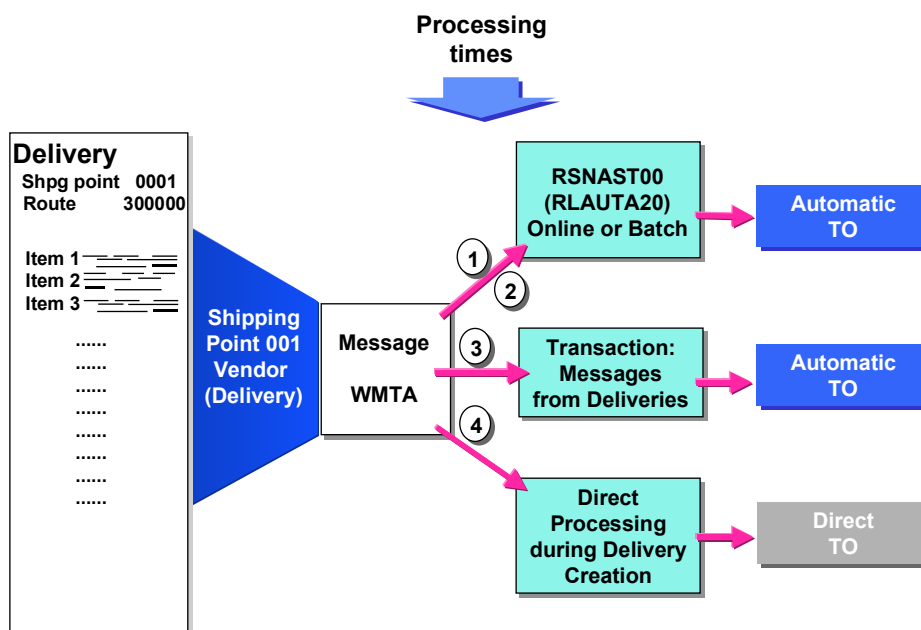 Processing
times
Delivery
Shpg point 0001
Route 300000
Item 1
Item 2
Item 3
......
......
......
......
......
......
......
......
Shipping
Point 001
Vendor
(Delivery)
Message
WMTA
1
2
3
4
RSNAST00
(RLAUTA20)
Online or Batch
Automatic
TO
Transaction:
Messages
from Deliveries
Automatic
TO
Direct
Processing
during Delivery
Creation
Direct
TO